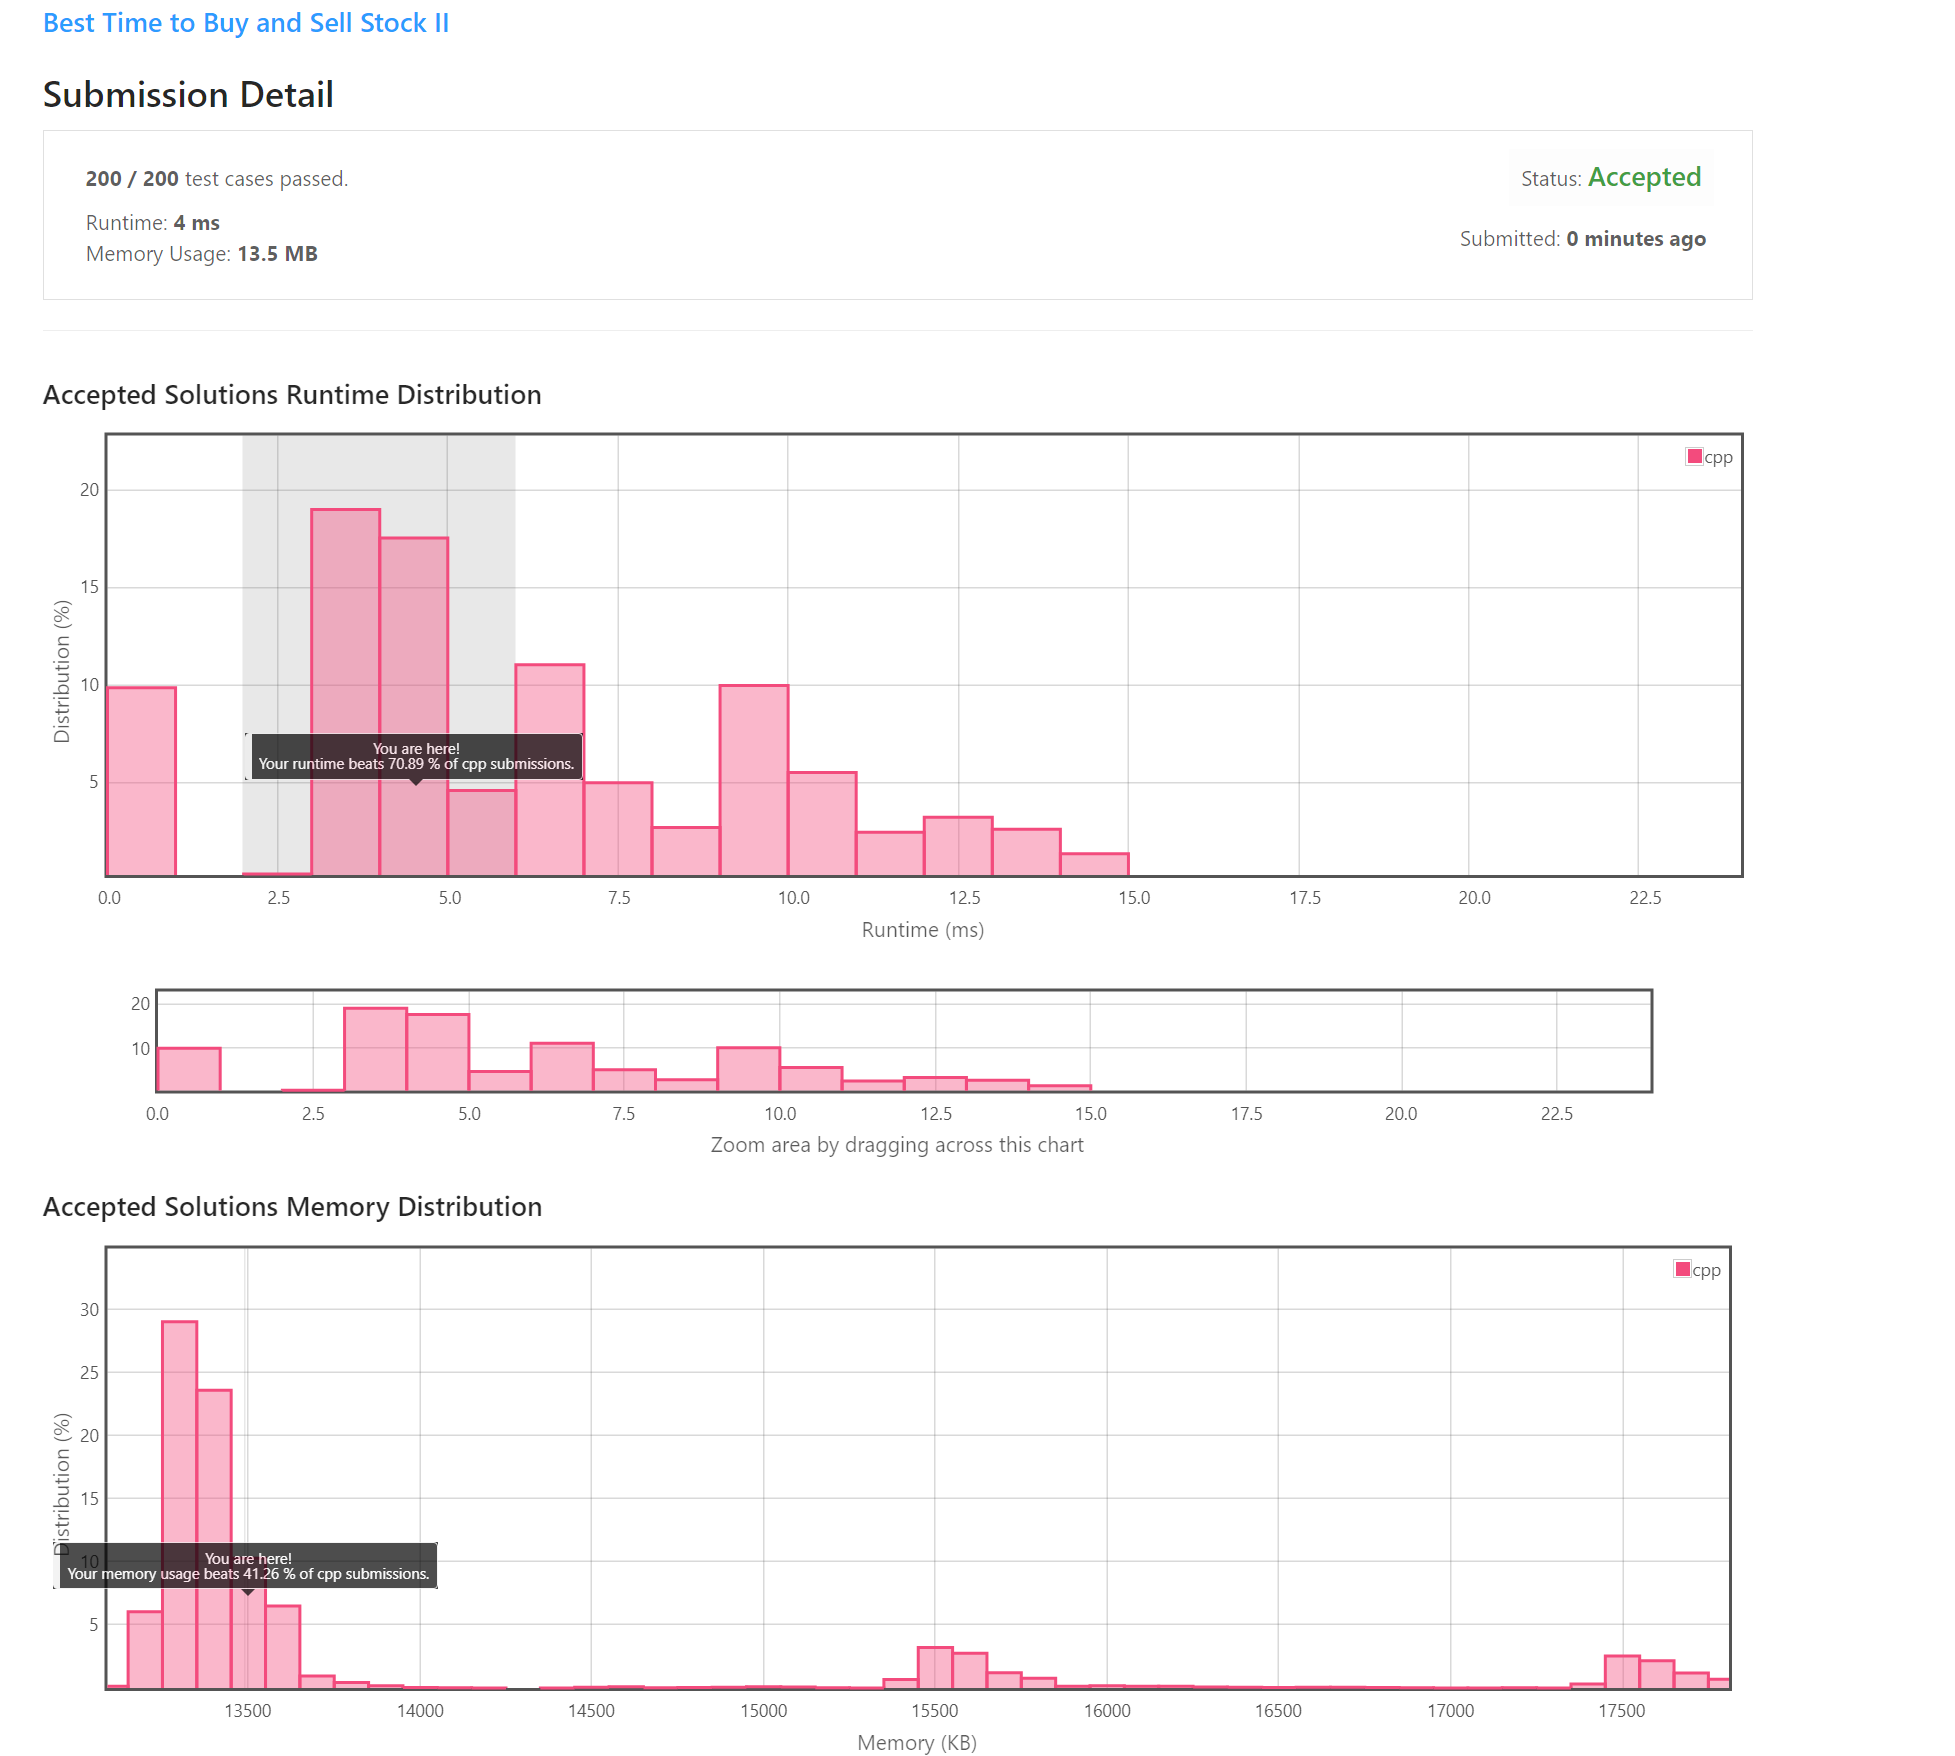 Best Time to Buy and Sell Stock II
Submission Detail
200 / 200 test cases passed.
Status: Accepted
Runtime: 4 ms
Memory Usage: 13.5 MB
Submitted: 0 minutes ago
Accepted Solutions Runtime Distribution
cpp
20
15
10
5
Distribution (%)
You are here!
Your runtime beats 70.89 % of cpp submissions.
0.0 2.5 5.0 7.5 10.0 12.5 15.0 17.5 20.0 22.5
Runtime (ms)
20
10
0.0 2.5 5.0 7.5 10.0 12.5 15.0 17.5 20.0 22.5
Zoom area by dragging across this chart
Accepted Solutions Memory Distribution
cpp
30
25
20
15
10
5
Distribution (%)
You are here!
Your memory usage beats 41.26 % of cpp submissions.
13500 14000 14500 15000 15500 16000 16500 17000 17500
Memory (KB)